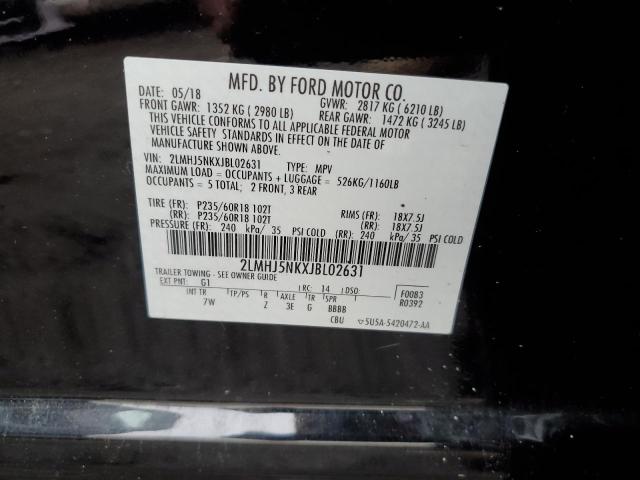 MFD. BY FORD MOTOR CO.
DATE: 05/18 GVWR: 2817 KG ( 6210 LB)
FRONT GAWR: 1352 KG ( 2980 LB) REAR GAWR: 1472 KG ( 3245 LB)
THIS VEHICLE CONFORMS TO ALL APPLICABLE FEDERAL MOTOR
VEHICLE SAFETY STANDARDS IN EFFECT ON THE DATE OF
MANUFACTURE SHOWN ABOVE.
VIN: 2LMHJ5NKXJBL02631 TYPE: MPV
MAXIMUM LOAD = OCCUPANTS + LUGGAGE = 526KG/1160LB
OCCUPANTS = 5 TOTAL; 2 FRONT, 3 REAR
TIRE (FR): P235/60R18 102T RIMS (FR): 18X7.5J
(RR): P235/60R18 102T (RR): 18X7.5J
PRESSURE (FR): 240 kPa/ 35 PSI COLD (RR): 240 kPa/ 35 PSI COLD
2LMHJ5NKXJBL02631
TRAILER TOWING - SEE OWNER GUIDE
EXT PNT: G1 RC: 14 DSO: F0083
R0392
INT TR TP/PS R AXLE TR SPR
7W Z 3E G BBBB
CBU ▽5U5A-5420472-AA